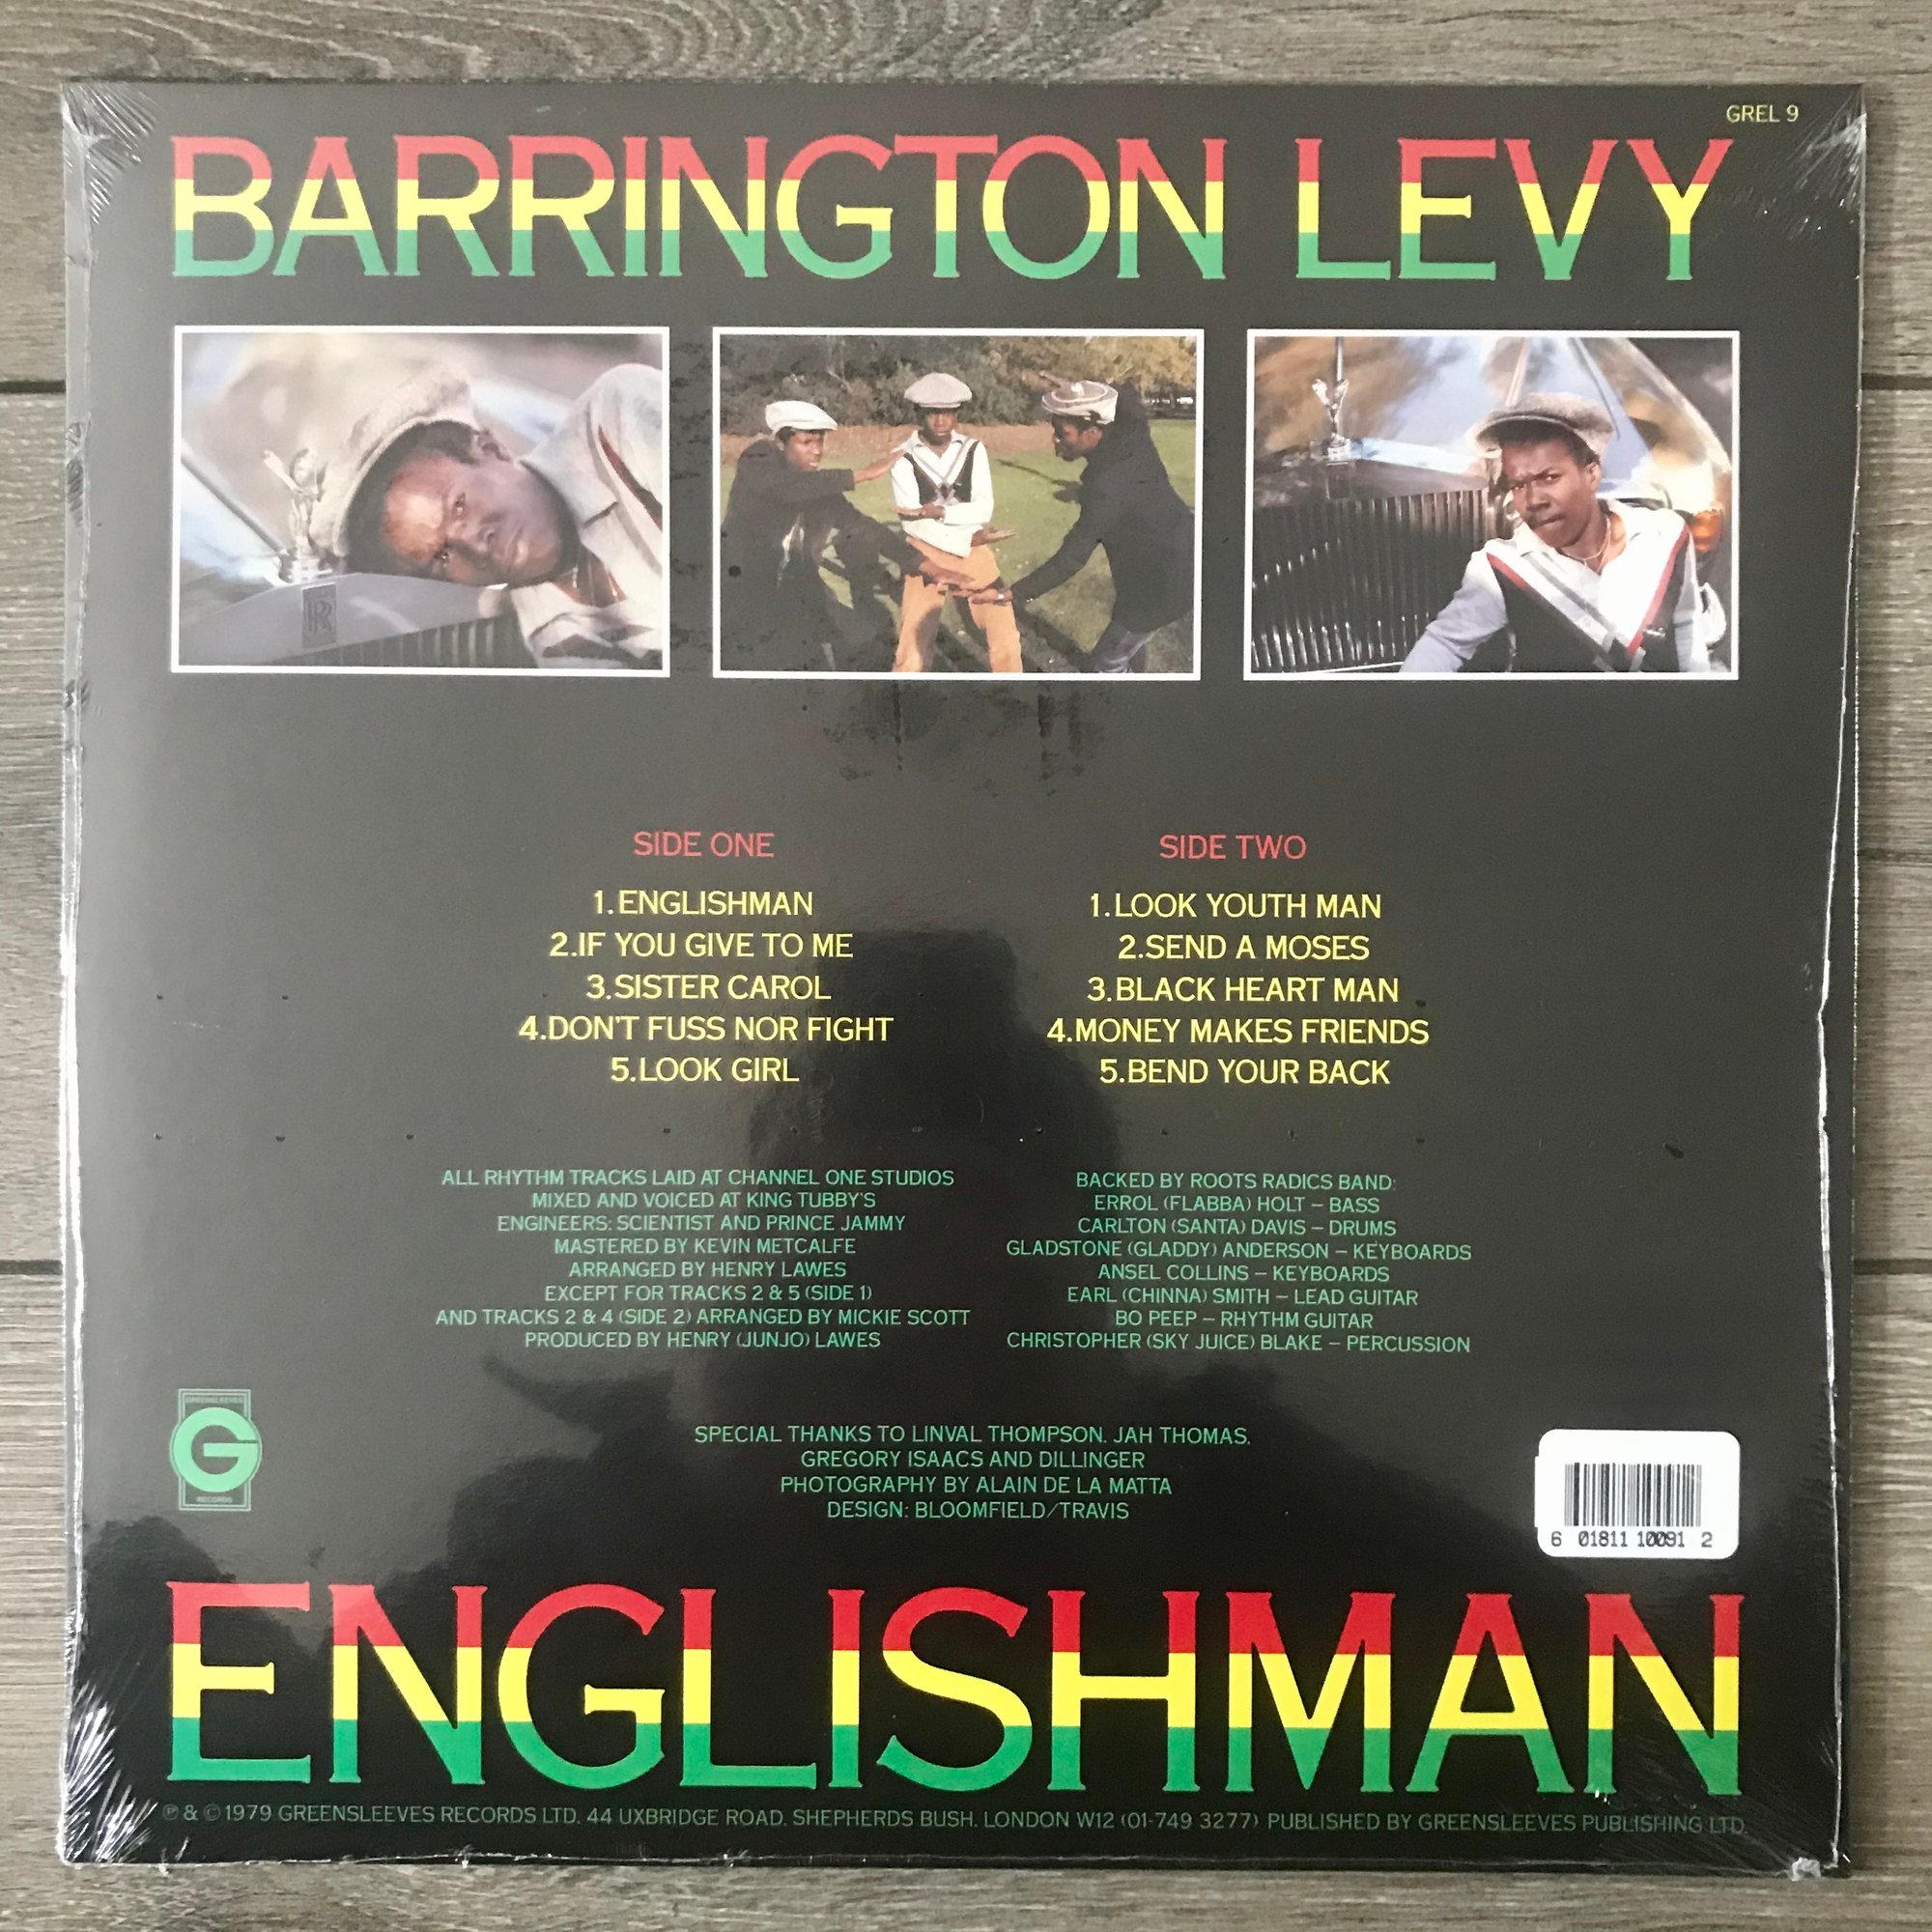 GREL 9
BARRINGTON LEVY
RR
SIDE ONE
1. ENGLISHMAN
2.IF YOU GIVE TO ME
3.SISTER CAROL
4.DON'T FUSS NOR FIGHT
5.LOOK GIRL
SIDE TWO
1.LOOK YOUTH MAN
2.SEND A MOSES
3.BLACK HEART MAN
4.MONEY MAKES FRIENDS
5.BEND YOUR BACK
ALL RHYTHM TRACKS LAID AT CHANNEL ONE STUDIOS
MIXED AND VOICED AT KING TUBBY'S
ENGINEERS: SCIENTIST AND PRINCE JAMMY
MASTERED BY KEVIN METCALFE
ARRANGED BY HENRY LAWES
EXCEPT FOR TRACKS 2 & 5 (SIDE 1)
AND TRACKS 2 & 4 (SIDE 2) ARRANGED BY MICKIE SCOTT
PRODUCED BY HENRY (JUNJO) LAWES
BACKED BY ROOTS RADICS BAND:
ERROL (FLABBA) HOLT – BASS
CARLTON (SANTA) DAVIS – DRUMS
GLADSTONE (GLADDY) ANDERSON – KEYBOARDS
ANSEL COLLINS – KEYBOARDS
EARL (CHINNA) SMITH – LEAD GUITAR
BO PEEP – RHYTHM GUITAR
CHRISTOPHER (SKY JUICE) BLAKE – PERCUSSION
GREENSLEEVES
G
RECORDS
SPECIAL THANKS TO LINVAL THOMPSON. JAH THOMAS,
GREGORY ISAACS AND DILLINGER
PHOTOGRAPHY BY ALAIN DE LA MATTA
DESIGN: BLOOMFIELD/TRAVIS
6 01811 10091 2
ENGLISHMAN
℗ & © 1979 GREENSLEEVES RECORDS LTD. 44 UXBRIDGE ROAD. SHEPHERDS BUSH. LONDON W12 (01-749 3277) PUBLISHED BY GREENSLEEVES PUBLISHING LTD.